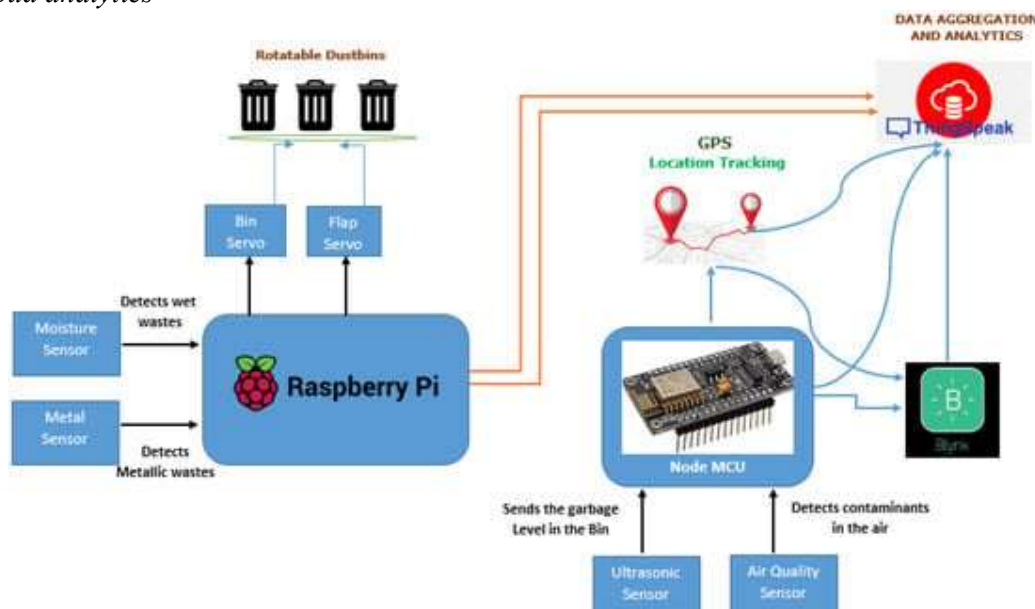 DATA AGGREGATION
AND ANALYTICS
Rotatable Dustbins
ThingSpeak
GPS
Location Tracking
Bin
Servo
Flap
Servo
Detects wet
wastes
Moisture
Sensor
Raspberry Pi
Metal
Sensor
Detects
Metallic wastes
B
Blynk
Node MCU
Sends the garbage
Level in the Bin
Detects contaminants
in the air
Ultrasonic
Sensor
Air Quality
Sensor